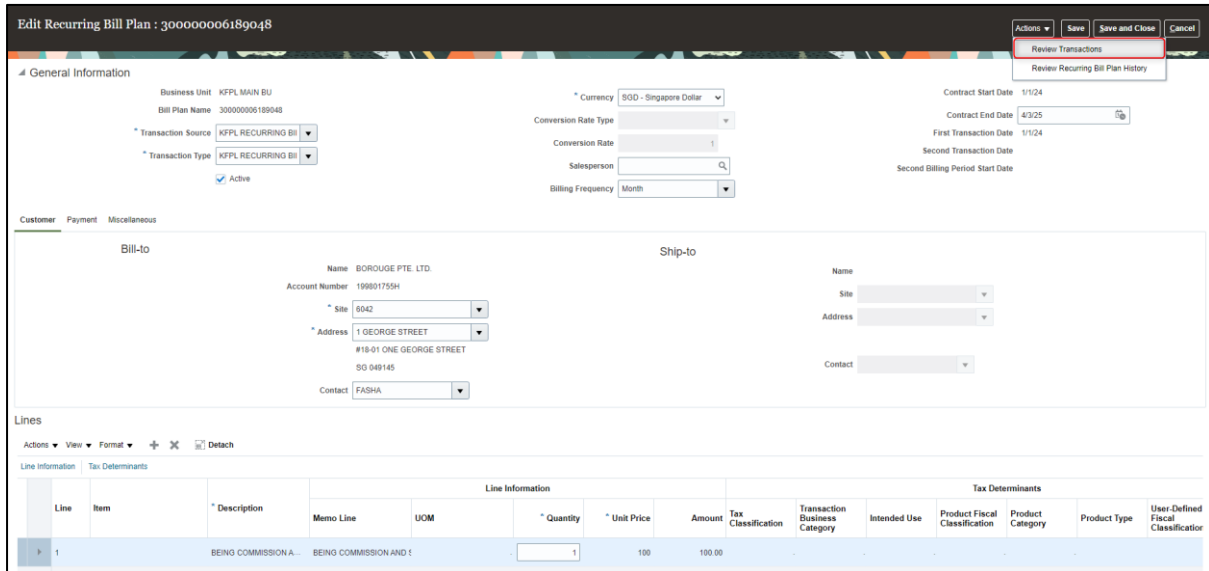 Edit Recurring Bill Plan : 300000006189048
Actions Save Save and Close Cancel
Review Transactions
Review Recurring Bill Plan History
General Information
Business Unit KFPL MAIN BU
Bill Plan Name 300000006189048
* Transaction Source KFPL RECURRING BII
* Transaction Type KFPL RECURRING BII
Active
* Currency SGD - Singapore Dollar
Conversion Rate Type
Conversion Rate 1
Salesperson
Billing Frequency Month
Contract Start Date 1/1/24
Contract End Date 4/3/25
First Transaction Date 1/1/24
Second Transaction Date
Second Billing Period Start Date
Customer Payment Miscellaneous
Bill-to
Name BOROUGE PTE. LTD.
Account Number 199801755H
* Site 6042
* Address 1 GEORGE STREET
#18-01 ONE GEORGE STREET
SG 049145
Contact FASHA
Ship-to
Name
Site
Address
Contact
Lines
Actions View Format Detach
Line Information Tax Determinants
Line Information Tax Determinants
Line Item * Description Memo Line UOM * Quantity * Unit Price Amount Tax Classification Transaction Business Category Intended Use Product Fiscal Classification Product Category Product Type User-Defined Fiscal Classification
1 BEING COMMISSION A... BEING COMMISSION AND S 1 100 100.00